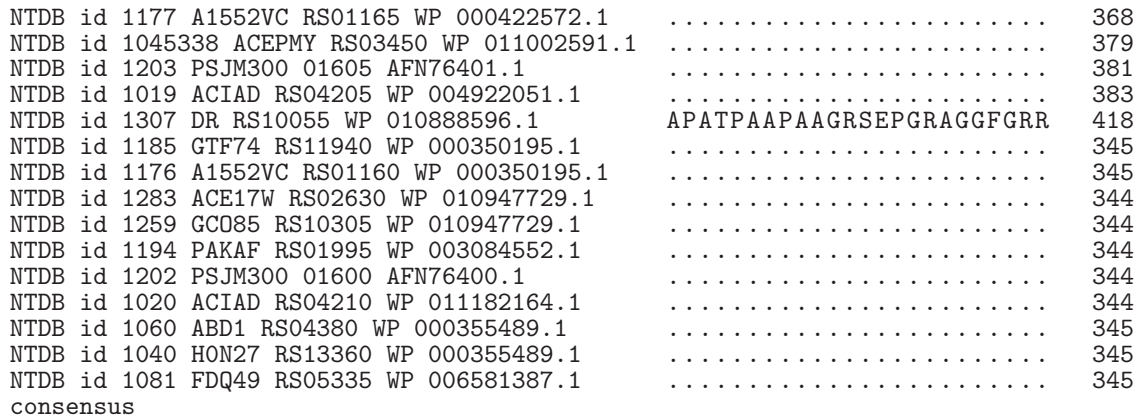 NTDB id 1177 A1552VC RS01165 WP 000422572.1 ........................ 368
NTDB id 1045338 ACEPMY RS03450 WP 011002591.1 ........................ 379
NTDB id 1203 PSJM300 01605 AFN76401.1 ........................ 381
NTDB id 1019 ACIAD RS04205 WP 004922051.1 ........................ 383
NTDB id 1307 DR RS10055 WP 010888596.1 APATPAAPAAGRSEPGRAGGFGRR 418
NTDB id 1185 GTF74 RS11940 WP 000350195.1 ........................ 345
NTDB id 1176 A1552VC RS01160 WP 000350195.1 ........................ 345
NTDB id 1283 ACE17W RS02630 WP 010947729.1 ........................ 344
NTDB id 1259 GCO85 RS10305 WP 010947729.1 ........................ 344
NTDB id 1194 PAKAF RS01995 WP 003084552.1 ........................ 344
NTDB id 1202 PSJM300 01600 AFN76400.1 ........................ 344
NTDB id 1020 ACIAD RS04210 WP 011182164.1 ........................ 344
NTDB id 1060 ABD1 RS04380 WP 000355489.1 ........................ 345
NTDB id 1040 H0N27 RS13360 WP 000355489.1 ........................ 345
NTDB id 1081 FDQ49 RS05335 WP 006581387.1 ........................ 345
consensus